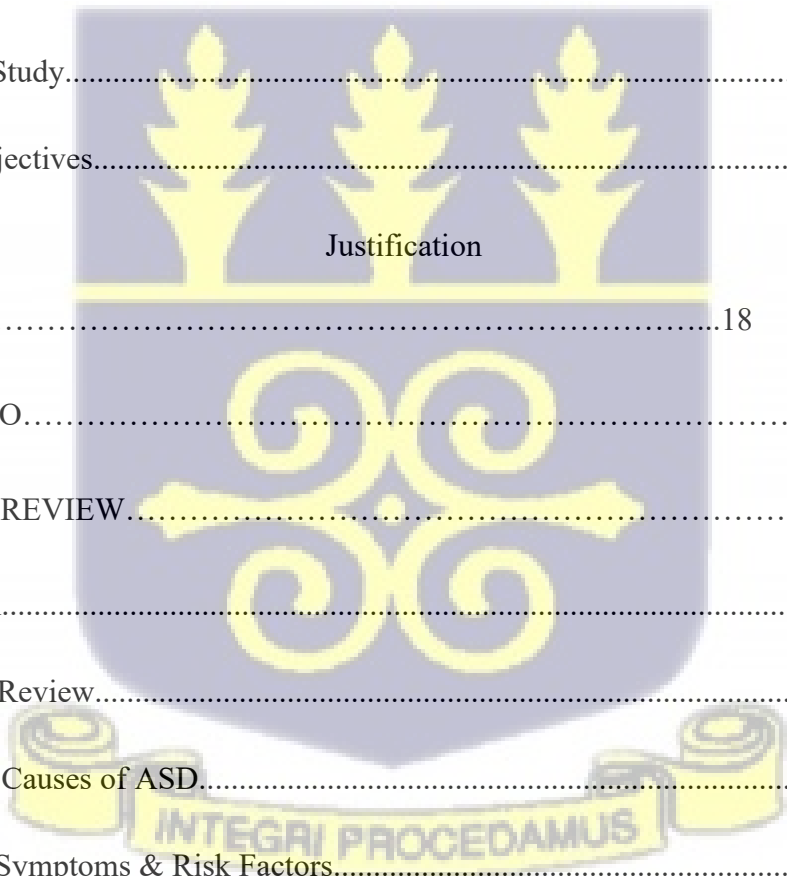 Study.......................................................................................
jectives....................................................................................
Justification
…………………………………………………………………...18
O…………………………………………………………………………
REVIEW………………………………………………………………
...............................................................................................
Review...................................................................................
Causes of ASD.........................................................................
INTEGRI PROCEDAMUS
Symptoms & Risk Factors.........................................................